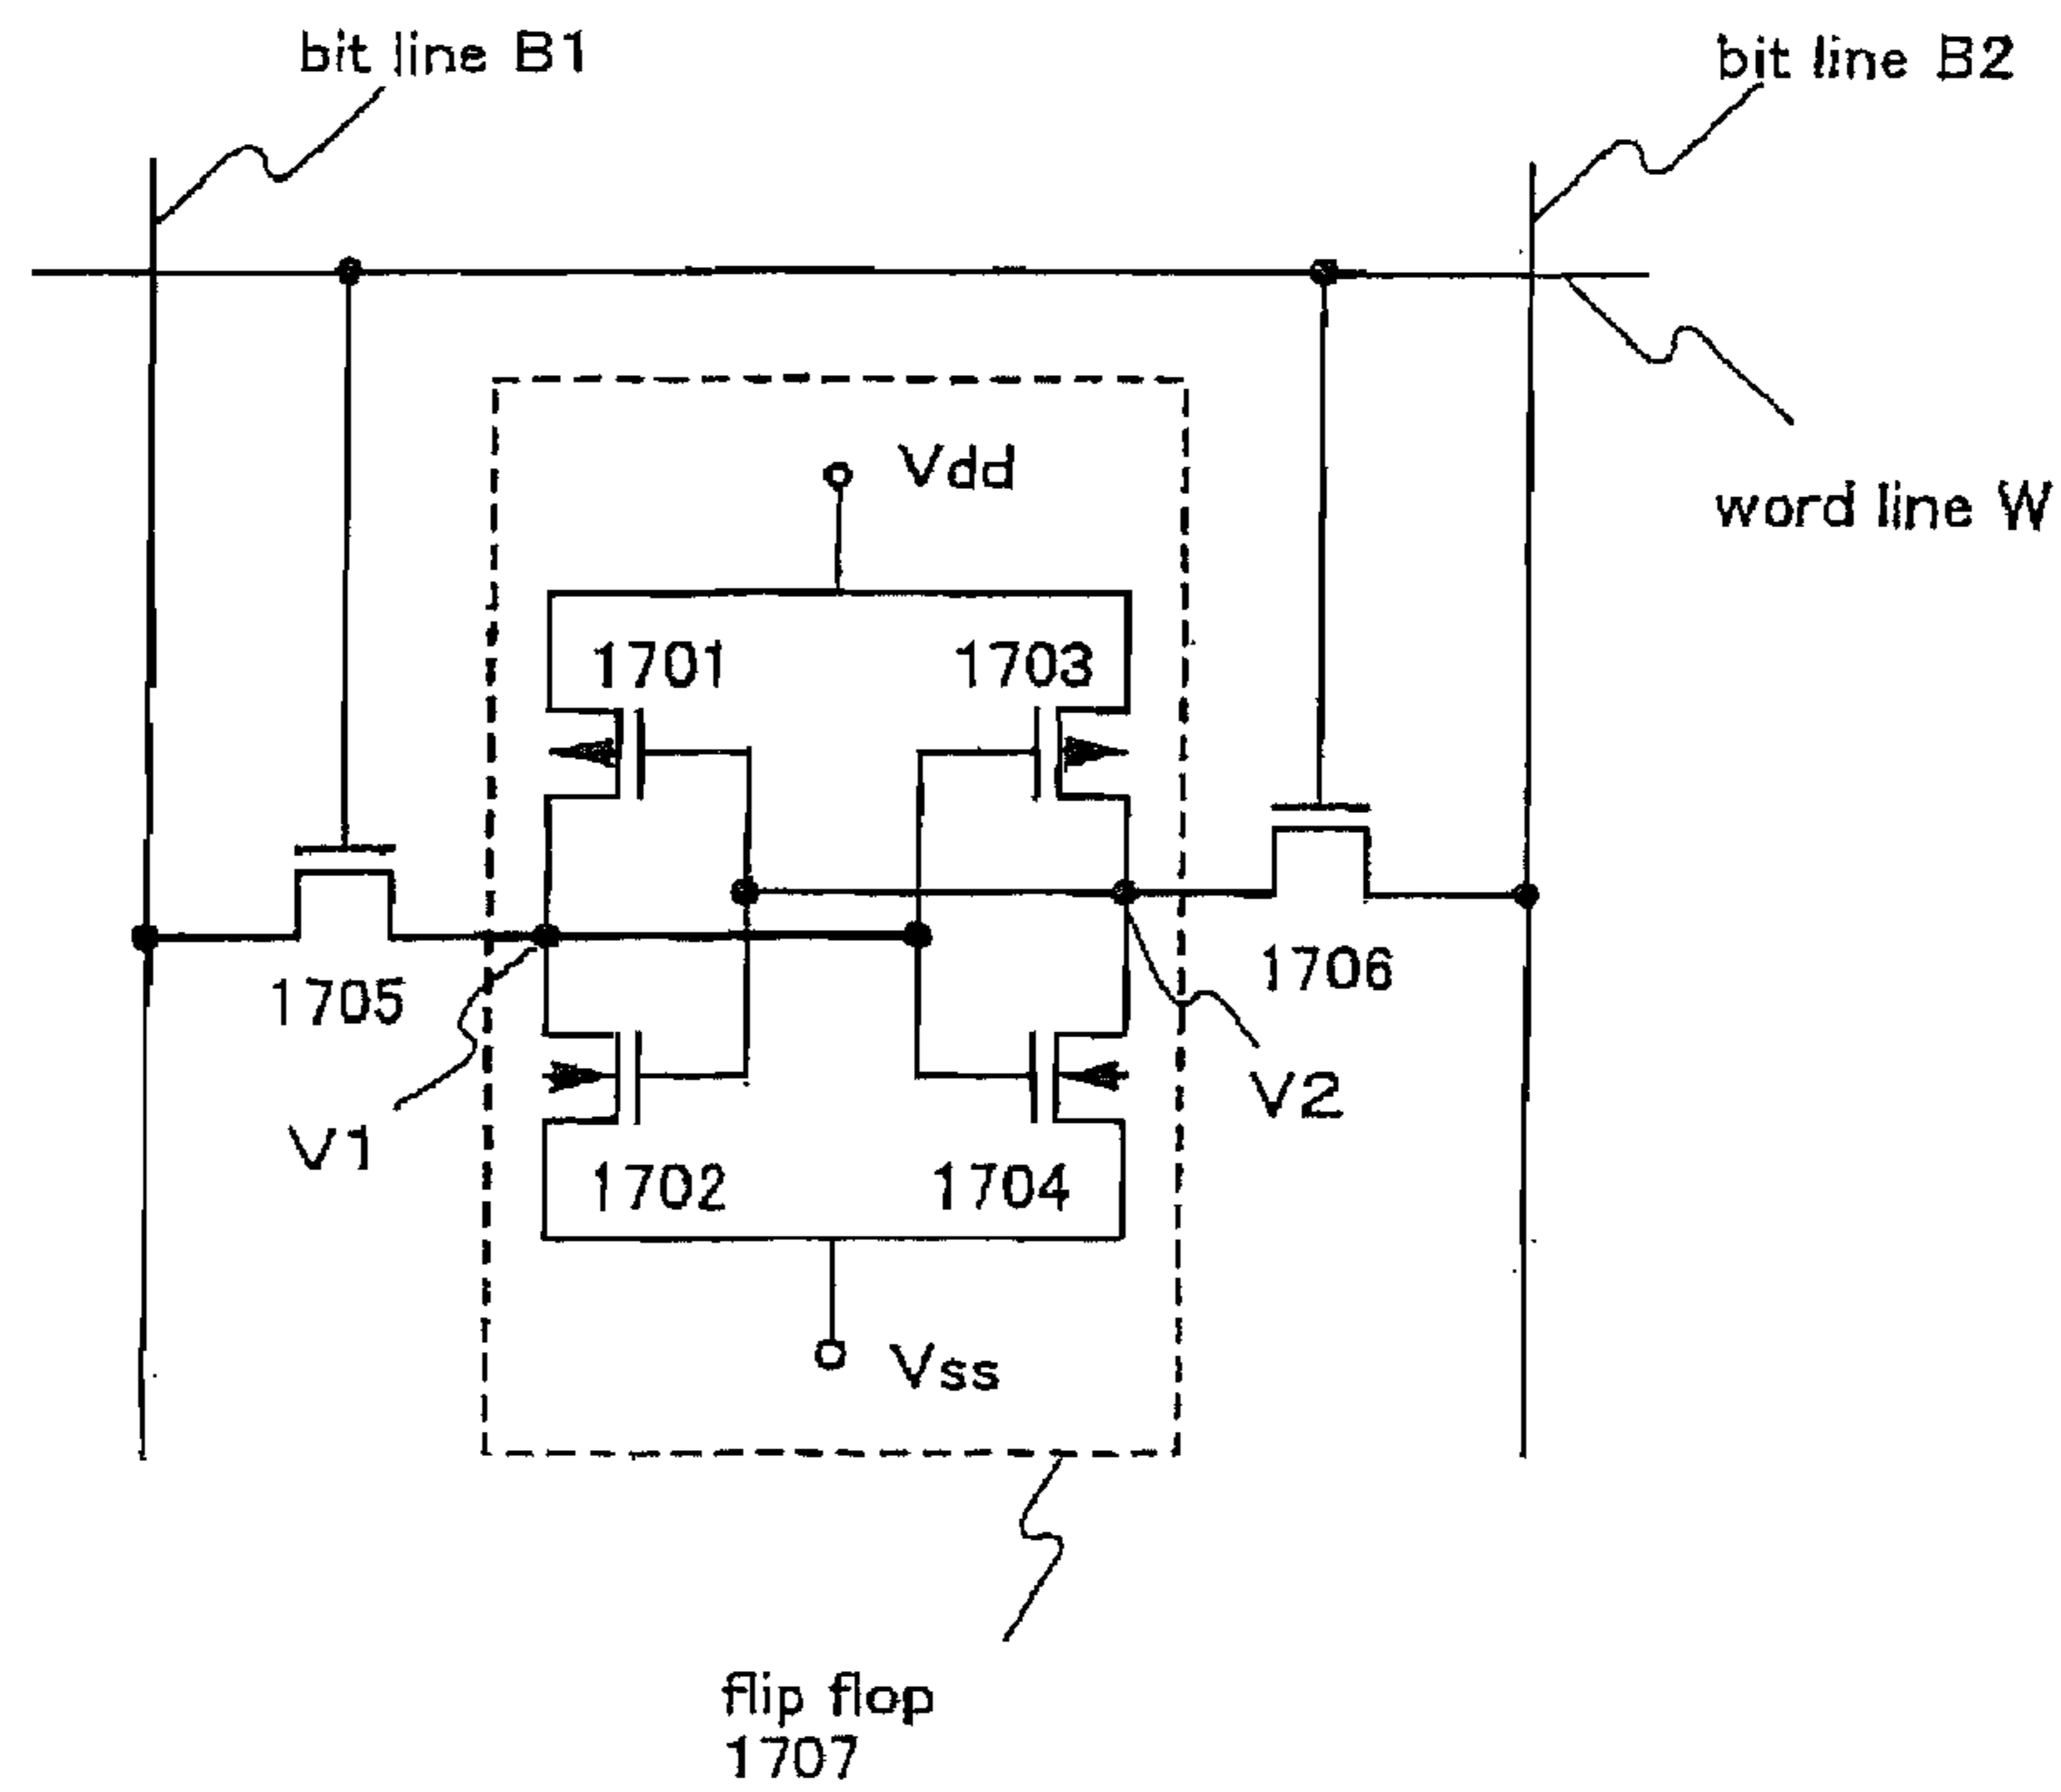 bit line B1
bit line B2
word line W
Vdd
1701
1703
1705
1706
V1
V2
1702
1704
Vss
flip flop
1707